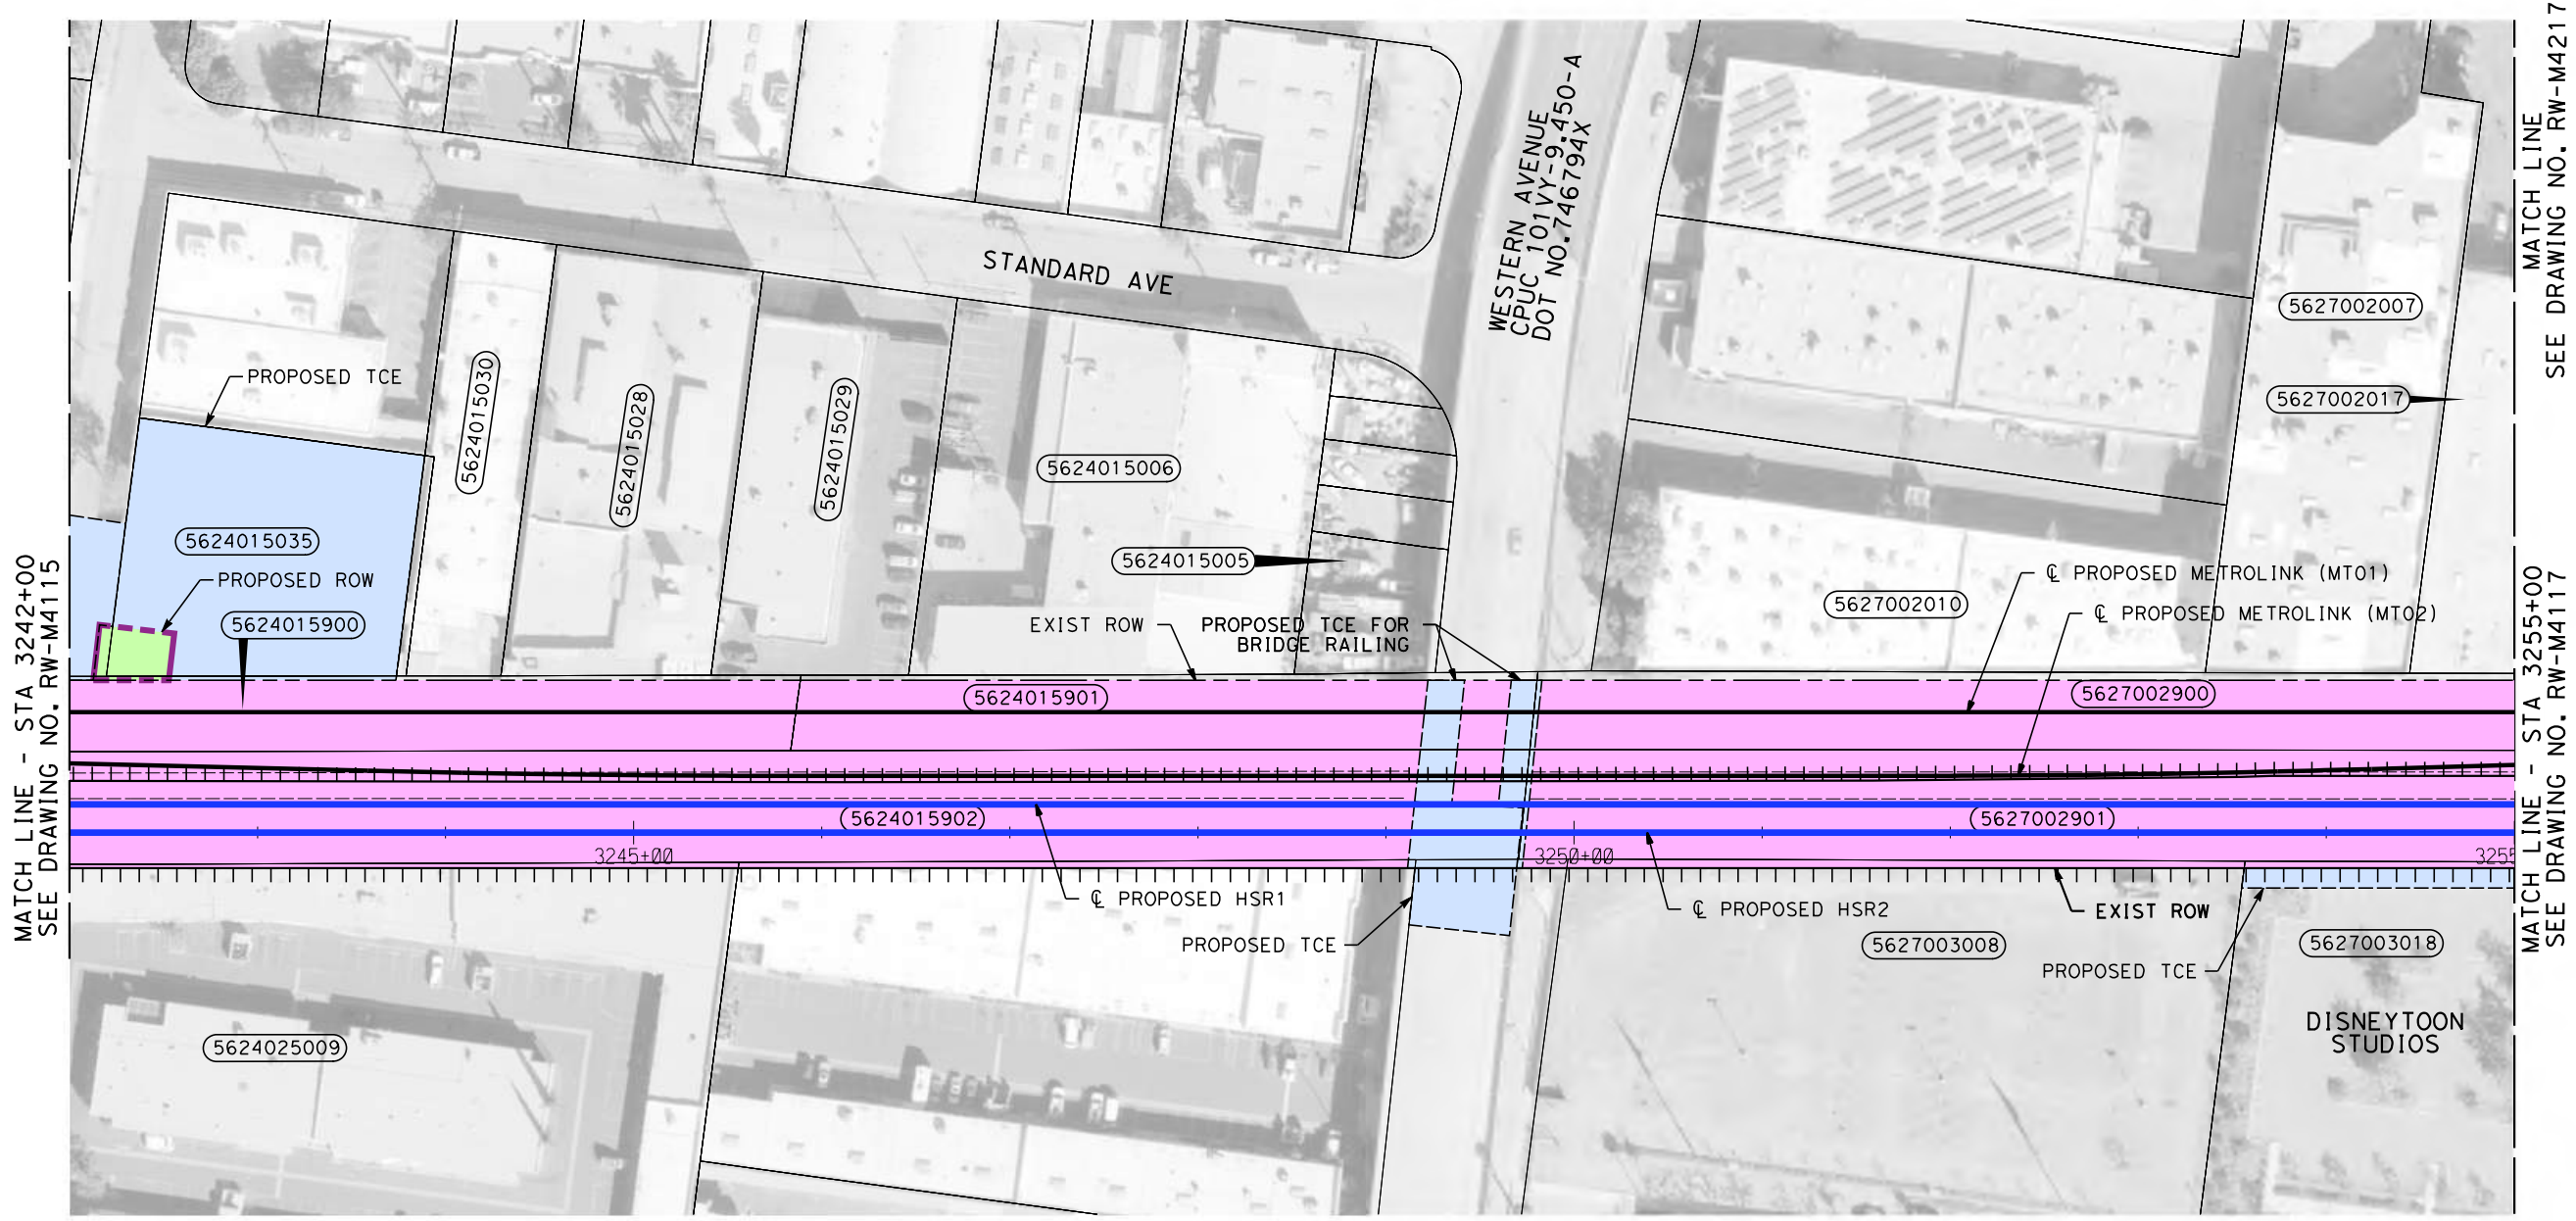 MATCH LINE
SEE DRAWING NO. RW-M4217
WESTERN AVENUE
CPUC 101VY-9.450-A
DOT NO.746794X
STANDARD AVE
5627002007
5627002017
PROPOSED TCE
5624015030
5624015028
5624015029
5624015006
5624015035
5624015005
PROPOSED ROW
5624015900
EXIST ROW
PROPOSED TCE FOR
BRIDGE RAILING
5627002010
℄ PROPOSED METROLINK (MT01)
℄ PROPOSED METROLINK (MT02)
MATCH LINE - STA 3242+00
SEE DRAWING NO. RW-M4115
MATCH LINE - STA 3255+00
SEE DRAWING NO. RW-M4117
5624015901
5627002900
5624015902
5627002901
3245+00
3250+00
3255
℄ PROPOSED HSR1
℄ PROPOSED HSR2
EXIST ROW
PROPOSED TCE
5627003008
5627003018
PROPOSED TCE
DISNEYTOON
STUDIOS
5624025009